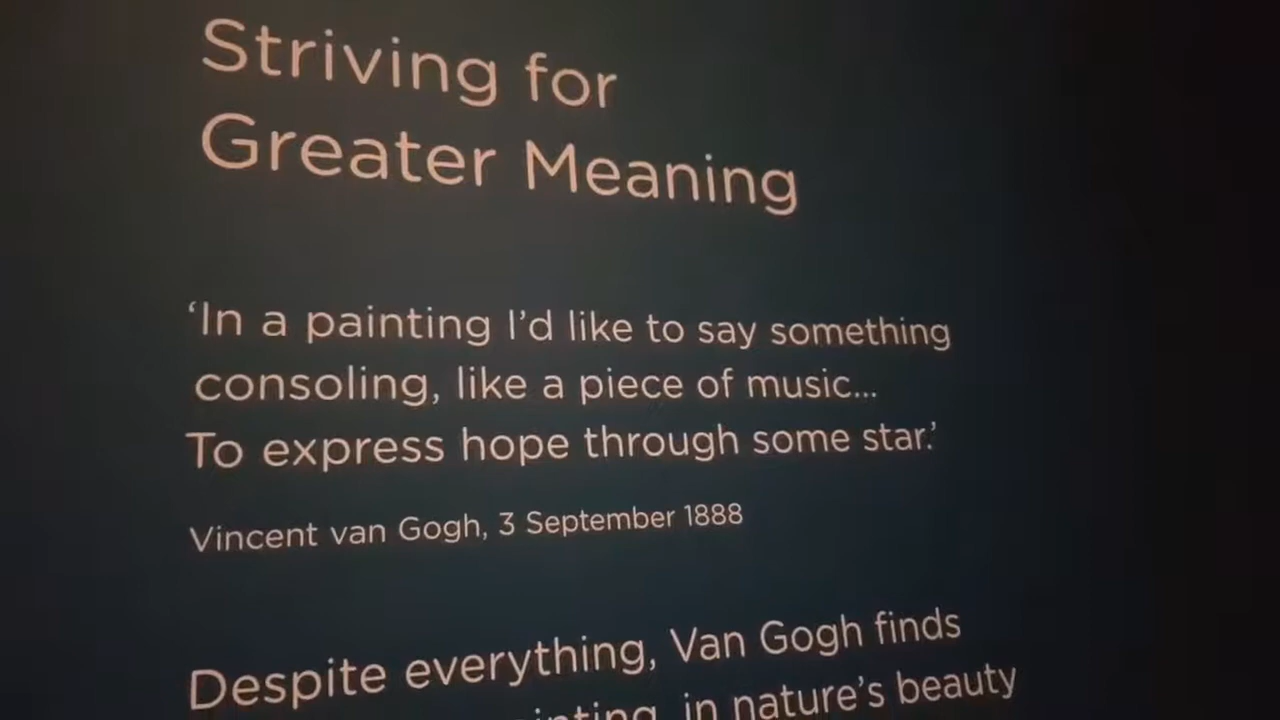 Striving for
Greater Meaning
‘In a painting I’d like to say something
consoling, like a piece of music...
To express hope through some star.’
Vincent van Gogh, 3 September 1888
Despite everything, Van Gogh finds
in nature’s beauty